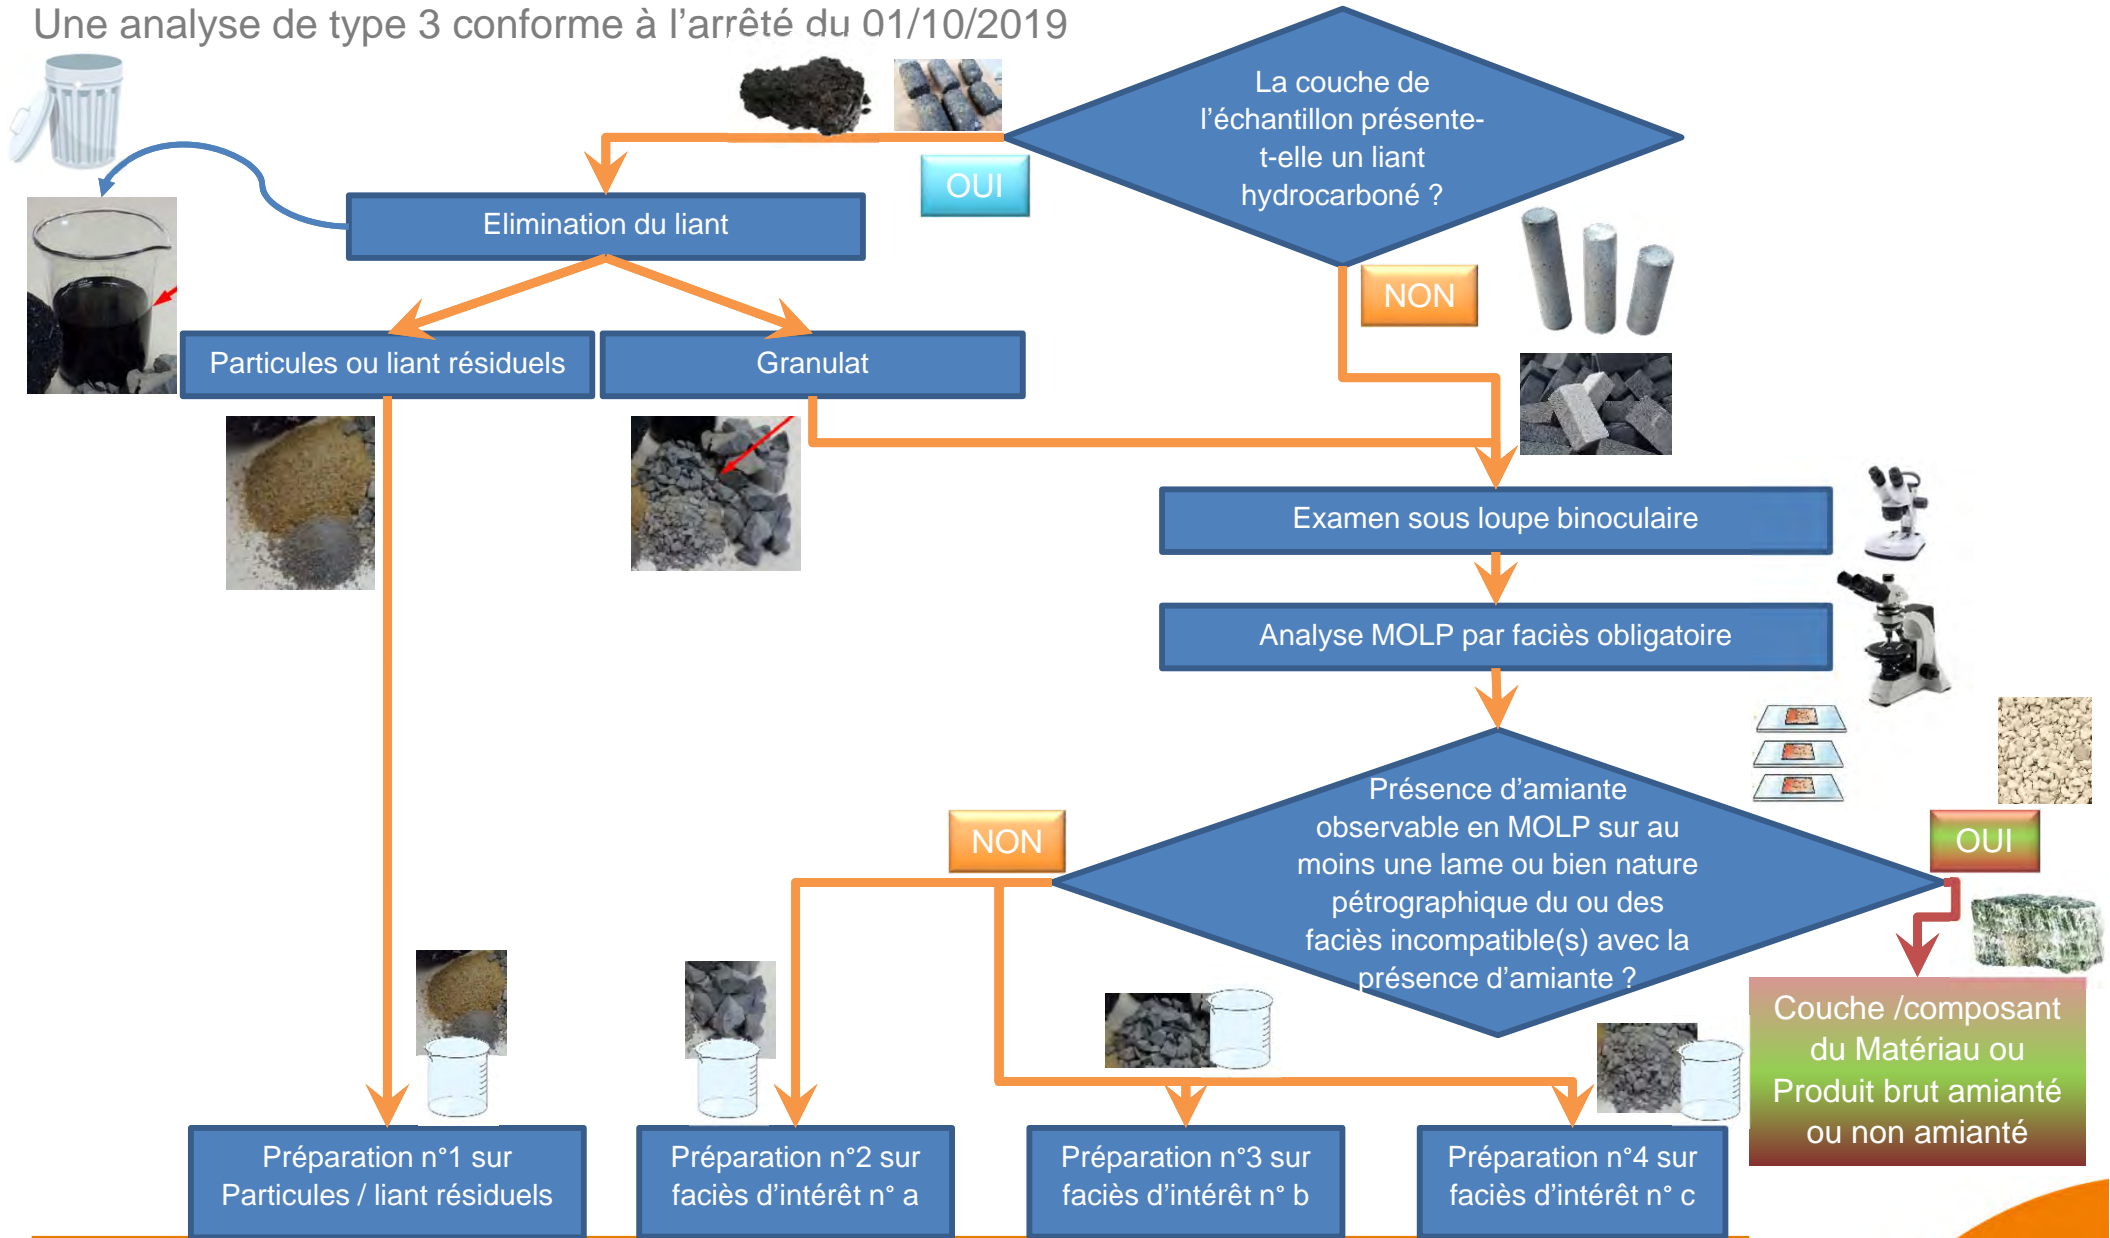 Une analyse de type 3 conforme à l'arrêté du 01/10/2019
La couche de
l'échantillon présente-
t-elle un liant
hydrocarboné ?
OUI
Elimination du liant
NON
Particules ou liant résiduels
Granulat
Examen sous loupe binoculaire
Analyse MOLP par faciès obligatoire
Présence d'amiante
observable en MOLP sur au
moins une lame ou bien nature
pétrographique du ou des
faciès incompatible(s) avec la
présence d'amiante ?
NON
OUI
Couche /composant
du Matériau ou
Produit brut amianté
ou non amianté
Préparation n°1 sur
Particules / liant résiduels
Préparation n°2 sur
faciès d'intérêt n° a
Préparation n°3 sur
faciès d'intérêt n° b
Préparation n°4 sur
faciès d'intérêt n° c